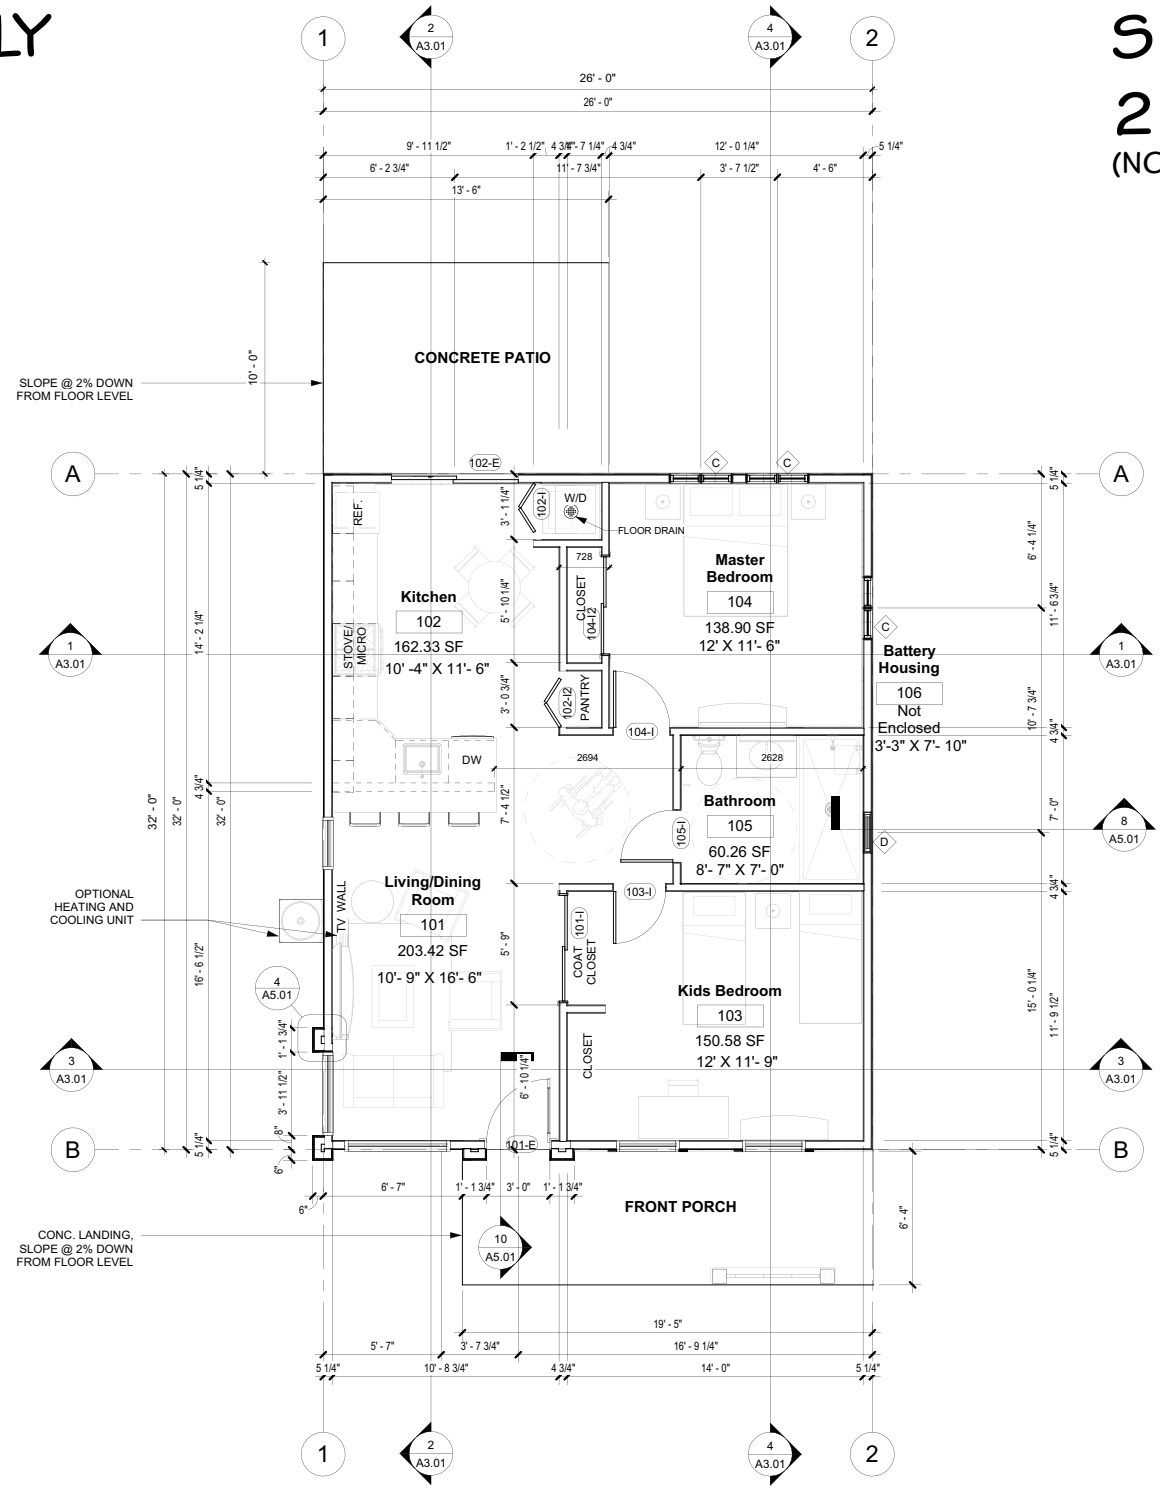 LY
S
2
(NO
1
2
A3.01
4
A3.01
2
26' - 0"
26' - 0"
9' - 11 1/2"
1' - 2 1/2"
4 3/4"
4 3/4"
12' - 0 1/4"
5 1/4"
6' - 2 3/4"
11' - 7 3/4"
3' - 7 1/2"
4' - 6"
13' - 6"
10' - 0"
CONCRETE PATIO
SLOPE @ 2% DOWN
FROM FLOOR LEVEL
A
102-E
C
C
A
5 1/4"
REF.
3' - 1 1/4"
102-I
W/D
FLOOR DRAIN
5 1/4"
6' - 4 1/4"
728
Master
Bedroom
104
138.90 SF
12' X 11'- 6"
Kitchen
102
162.33 SF
10' -4" X 11'- 6"
5' - 10 1/4"
CLOSET
104-I2
14' - 2 1/4"
STOVE/
MICRO
11' - 6 3/4"
C
1
A3.01
1
A3.01
Battery
Housing
106
Not
Enclosed
3'-3" X 7'- 10"
3' - 0 3/4"
102-I2
PANTRY
10' - 7 3/4"
104-I
4 3/4"
DW
2694
2628
4 3/4"
32' - 0"
32' - 0"
32' - 0"
7' - 4 1/2"
Bathroom
105
60.26 SF
8'- 7" X 7'- 0"
105-I
7' - 0"
8
A5.01
D
OPTIONAL
HEATING AND
COOLING UNIT
TV WALL
Living/Dining
Room
101
203.42 SF
10'- 9" X 16'- 6"
103-I
4 3/4"
16' - 6 1/2"
5' - 9"
COAT
CLOSET
101-I
4
A5.01
Kids Bedroom
103
150.58 SF
12' X 11'- 9"
15' - 0 1/4"
11' - 9 1/2"
1' - 1 3/4"
CLOSET
3
A3.01
3
A3.01
3' - 11 1/2"
6' - 10 1/4"
8"
B
5 1/4"
101-E
5 1/4"
B
6"
6"
6' - 7"
1' - 1 3/4"
3' - 0"
1' - 1 3/4"
FRONT PORCH
6' - 4"
CONC. LANDING,
SLOPE @ 2% DOWN
FROM FLOOR LEVEL
10
A5.01
19' - 5"
5' - 7"
3' - 7 3/4"
16' - 9 1/4"
5 1/4"
10' - 8 3/4"
4 3/4"
14' - 0"
5 1/4"
1
2
A3.01
4
A3.01
2